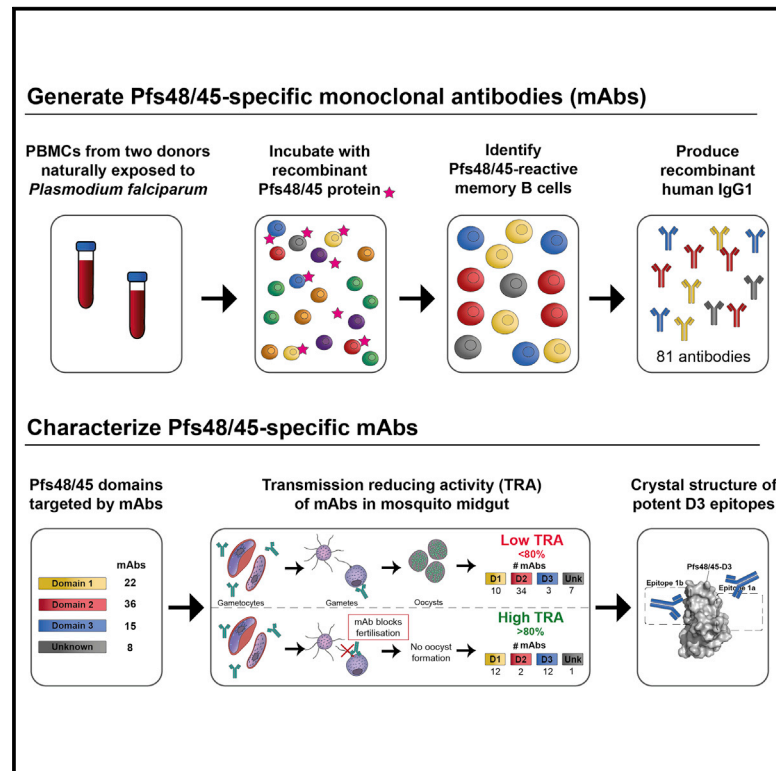 Generate Pfs48/45-specific monoclonal antibodies (mAbs)
PBMCs from two donors
naturally exposed to
Plasmodium falciparum
Incubate with
recombinant
Pfs48/45 protein
Identify
Pfs48/45-reactive
memory B cells
Produce
recombinant
human IgG1
81 antibodies
Characterize Pfs48/45-specific mAbs
Pfs48/45 domains
targeted by mAbs
mAbs
Domain 1 22
Domain 2 36
Domain 3 15
Unknown 8
Transmission reducing activity (TRA)
of mAbs in mosquito midgut
Gametocytes
Gametes
Oocysts
Low TRA
<80%
# mAbs
D1 D2 D3 Unk
10 34 3 7
mAb blocks
fertilisation
No oocyst
formation
High TRA
>80%
# mAbs
D1 D2 D3 Unk
12 2 12 1
Crystal structure of
potent D3 epitopes
Pfs48/45-D3
Epitope 1b
Epitope 1a